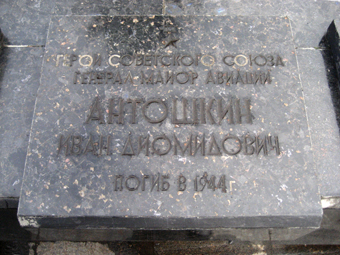 ГЕРОЙ СОВЕТСКОГО СОЮЗА
ГЕНЕРАЛ-МАЙОР АВИАЦИИ
АНТОШКИН
ИВАН ДИОМИДОВИЧ
ПОГИБ В 1944 г